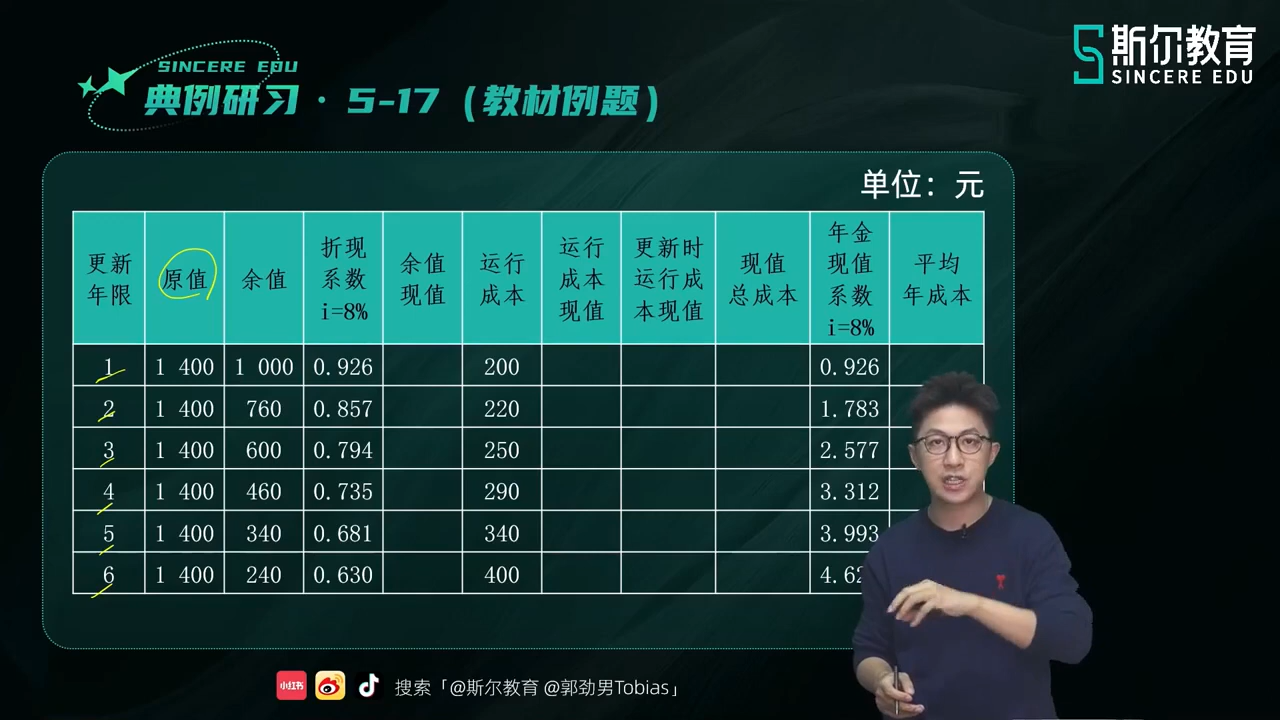 斯尔教育
SINCERE EDU
SINCERE EDU
典例研习 · 5-17（教材例题）
单位：元
更新年限 原值 余值 折现系数i=8% 余值现值 运行成本 运行成本现值 更新时运行成本现值 现值总成本 年金现值系数i=8% 平均年成本
1 1 400 1 000 0.926 200 0.926
2 1 400 760 0.857 220 1.783
3 1 400 600 0.794 250 2.577
4 1 400 460 0.735 290 3.312
5 1 400 340 0.681 340 3.993
6 1 400 240 0.630 400
小红书
搜索「@斯尔教育 @郭劲男Tobias」